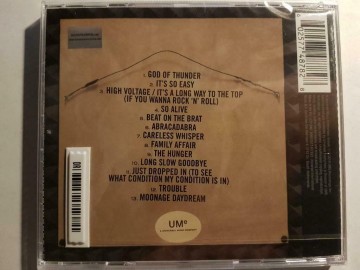 1. GOD OF THUNDER
2. IT'S SO EASY
3. HIGH VOLTAGE / IT'S A LONG WAY TO THE TOP
(IF YOU WANNA ROCK 'N' ROLL)
4. SO ALIVE
5. BEAT ON THE BRAT
6. ABRACADABRA
7. CARELESS WHISPER
8. FAMILY AFFAIR
9. THE HUNGER
10. LONG SLOW GOODBYE
11. JUST DROPPED IN (TO SEE
WHAT CONDITION MY CONDITION IS IN)
12. TROUBLE
13. MOONAGE DAYDREAM
UMe